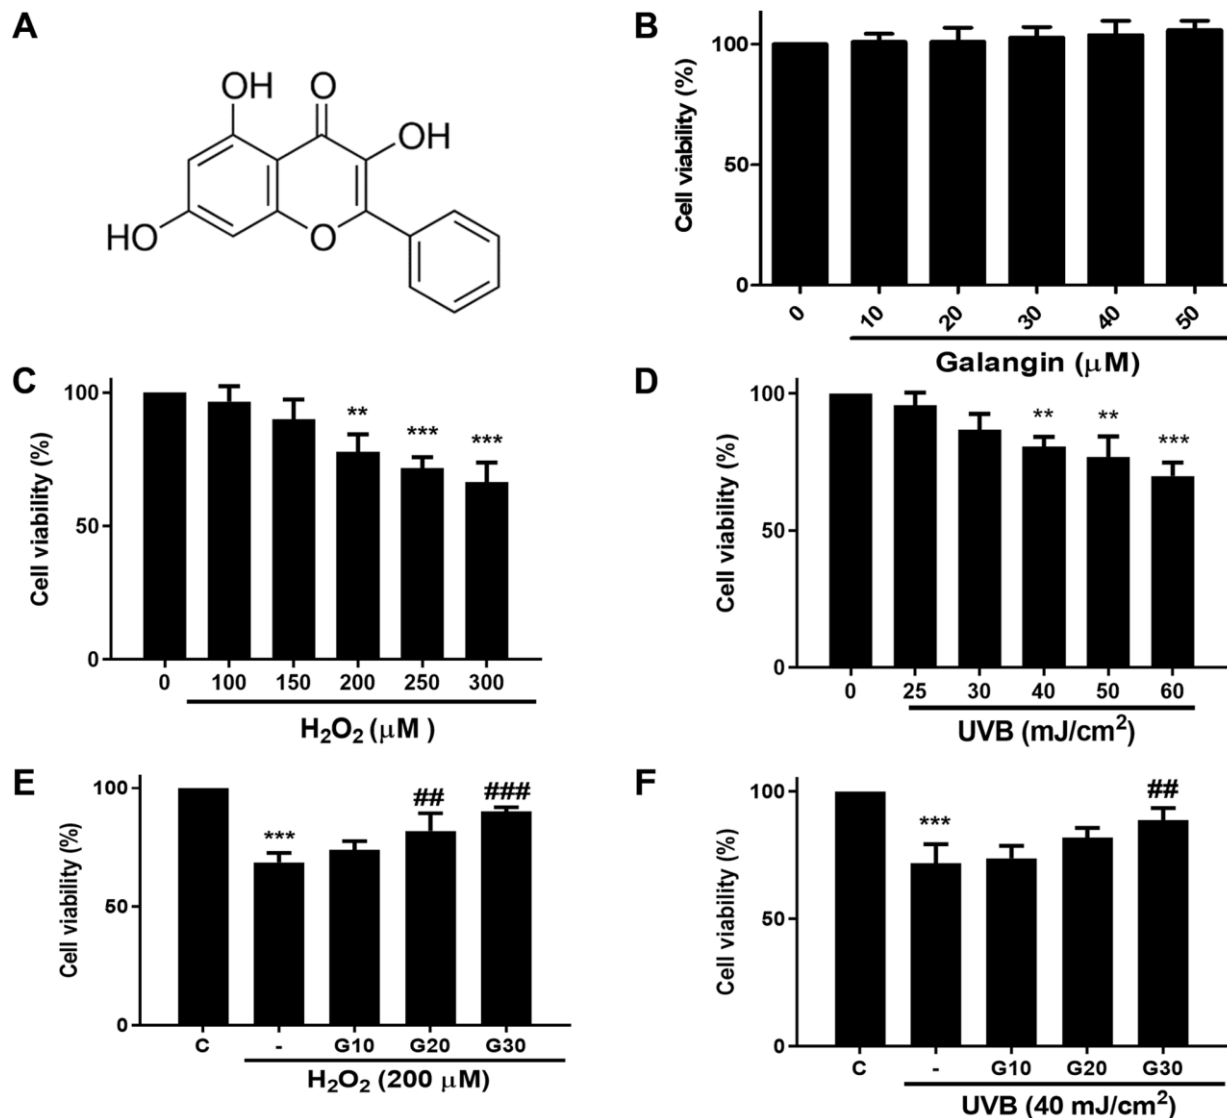 A
OH
O
OH
HO
O
B
Cell viability (%)
100
50
0
0 10 20 30 40 50
Galangin (μM)
C
Cell viability (%)
100
50
0
** *** ***
0 100 150 200 250 300
H₂O₂ (μM )
D
Cell viability (%)
100
50
0
** ** ***
0 25 30 40 50 60
UVB (mJ/cm²)
E
Cell viability (%)
100
50
0
*** ## ###
C - G10 G20 G30
H₂O₂ (200 μM)
F
Cell viability (%)
100
50
0
*** ##
C - G10 G20 G30
UVB (40 mJ/cm²)